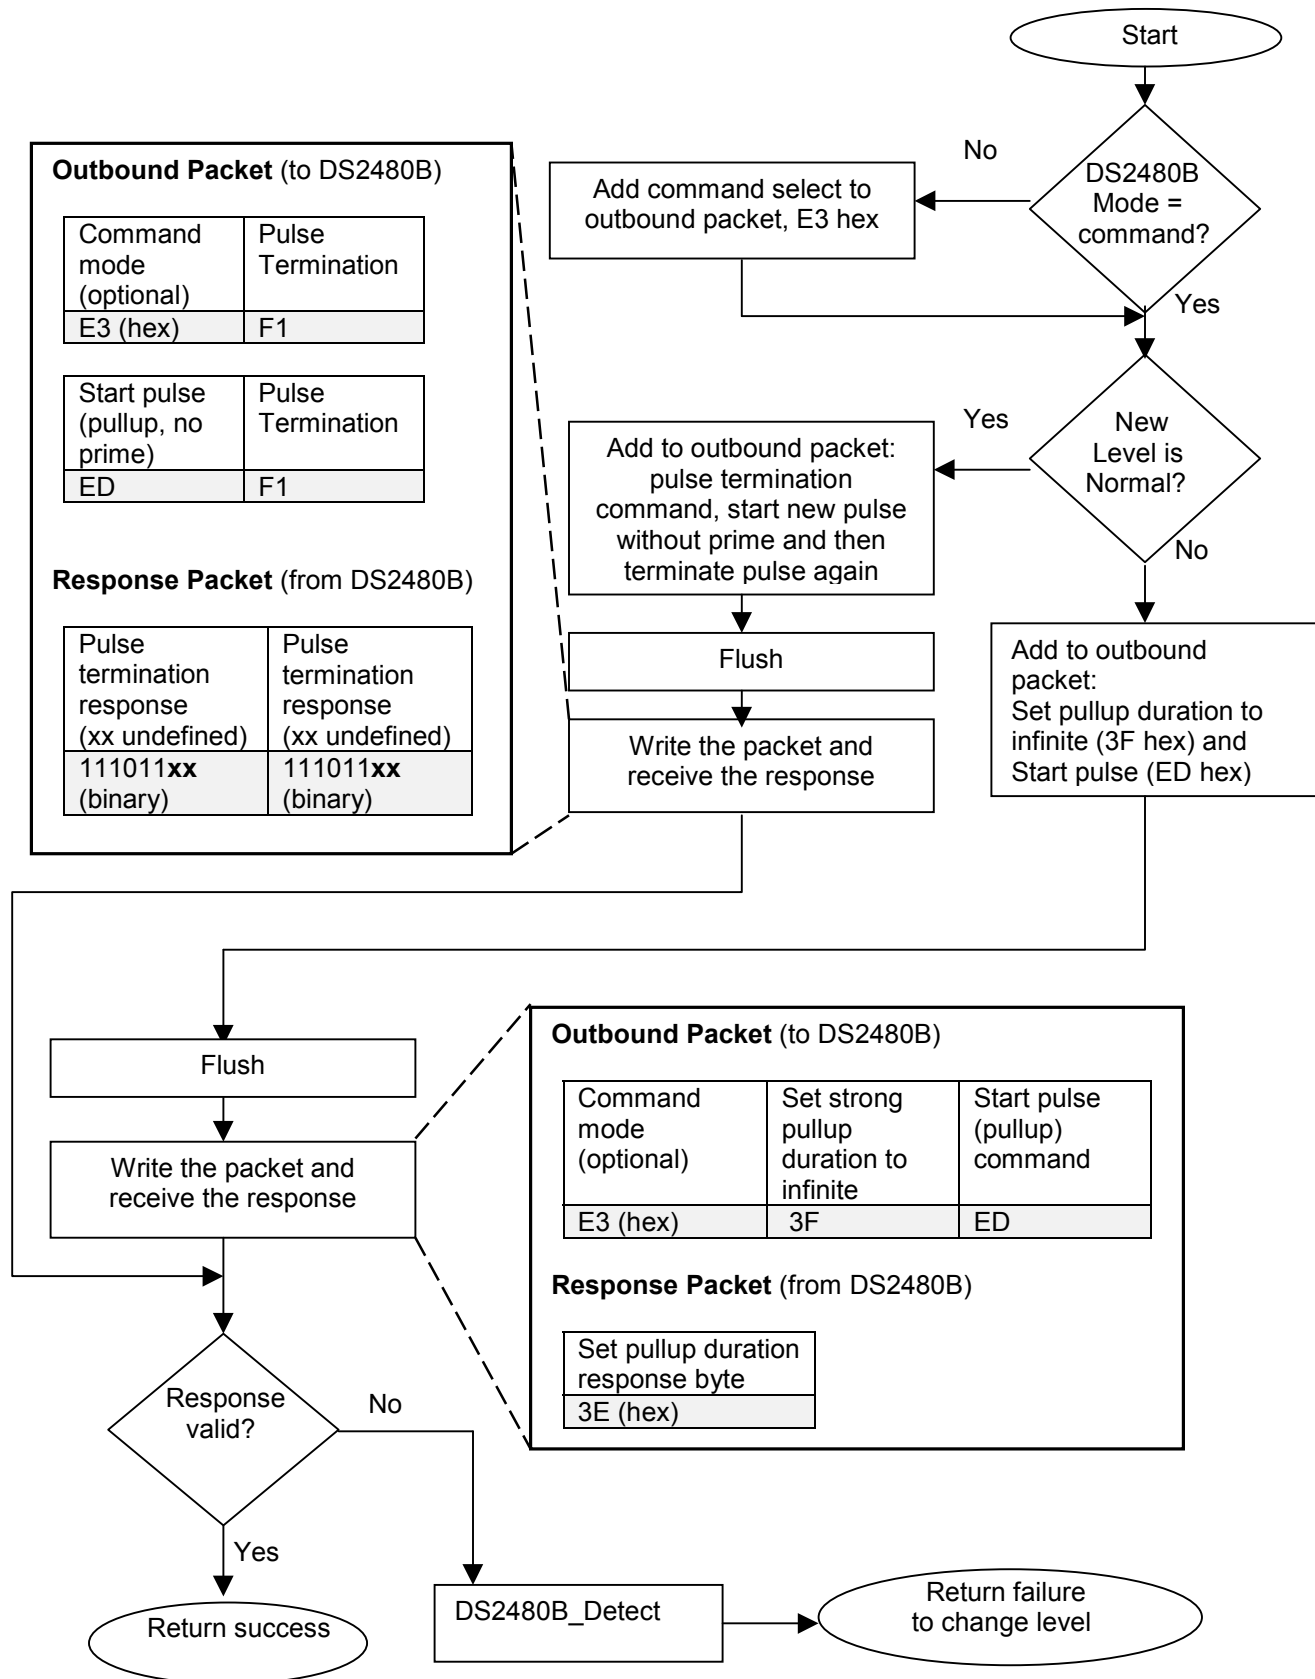 Start
DS2480B
Mode =
command?
No
Yes
Add command select to
outbound packet, E3 hex
Outbound Packet (to DS2480B)
Command
mode
(optional)
Pulse
Termination
E3 (hex)
F1
Start pulse
(pullup, no
prime)
Pulse
Termination
ED
F1
Response Packet (from DS2480B)
Pulse
termination
response
(xx undefined)
Pulse
termination
response
(xx undefined)
111011xx
(binary)
111011xx
(binary)
New
Level is
Normal?
Yes
No
Add to outbound packet:
pulse termination
command, start new pulse
without prime and then
terminate pulse again
Flush
Write the packet and
receive the response
Add to outbound
packet:
Set pullup duration to
infinite (3F hex) and
Start pulse (ED hex)
Flush
Write the packet and
receive the response
Outbound Packet (to DS2480B)
Command
mode
(optional)
Set strong
pullup
duration to
infinite
Start pulse
(pullup)
command
E3 (hex)
3F
ED
Response Packet (from DS2480B)
Set pullup duration
response byte
3E (hex)
Response
valid?
No
Yes
Return success
DS2480B_Detect
Return failure
to change level